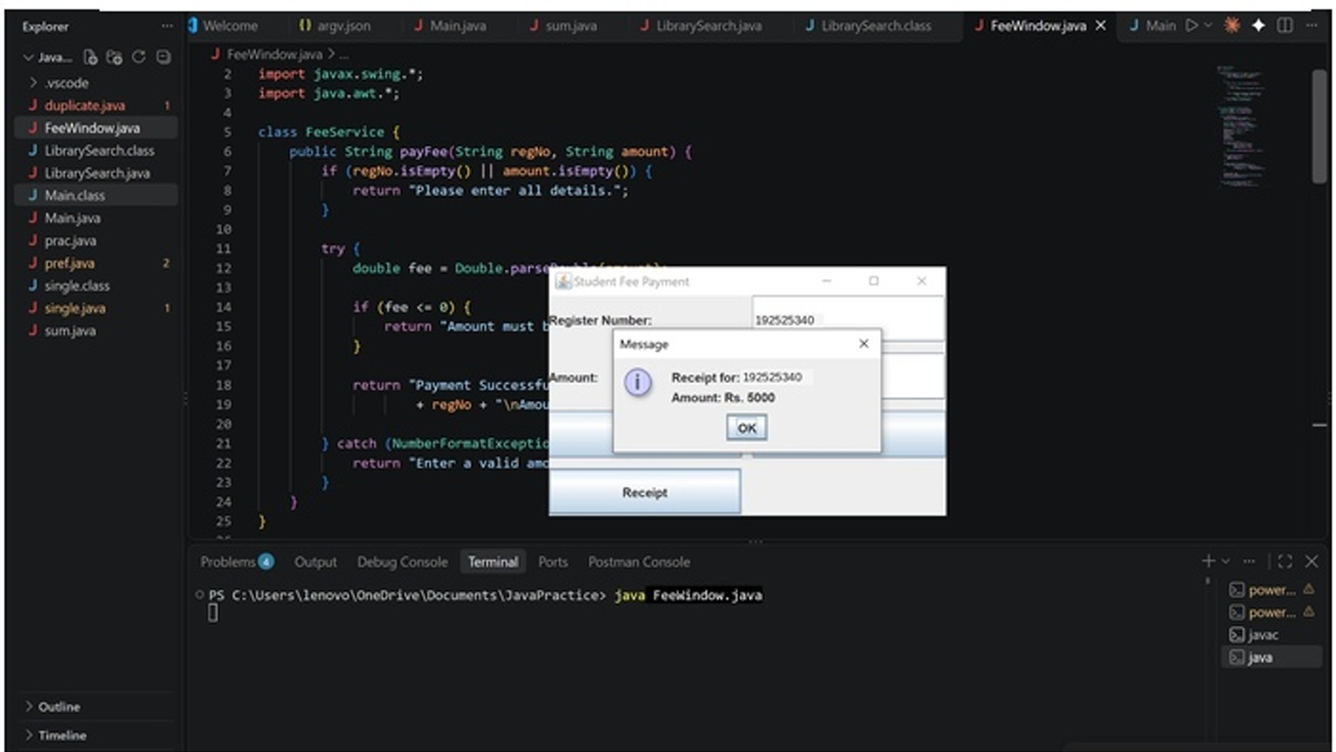 Explorer
Welcome
argv.json
Main.java
sum.java
LibrarySearch.java
LibrarySearch.class
FeeWindow.java
Main
Java...
FeeWindow.java > ...
.vscode
duplicate.java 1
FeeWindow.java
LibrarySearch.class
LibrarySearch.java
Main.class
Main.java
prac.java
pref.java 2
single.class
single.java 1
sum.java
2 import javax.swing.*;
3 import java.awt.*;
4
5 class FeeService {
6 public String payFee(String regNo, String amount) {
7 if (regNo.isEmpty() || amount.isEmpty()) {
8 return "Please enter all details.";
9 }
10
11 try {
12 double fee = Double.parse
13
14 if (fee <= 0) {
15 return "Amount must b
16 }
17
18 return "Payment Successfu
19 + regNo + "\nAmou
20
21 } catch (NumberFormatExceptio
22 return "Enter a valid amo
23 }
24 }
25 }
Student Fee Payment
Register Number: 192525340
Amount:
Message
Receipt for: 192525340
Amount: Rs. 5000
OK
Receipt
Problems 4 Output Debug Console Terminal Ports Postman Console
PS C:\Users\lenovo\OneDrive\Documents\JavaPractice> java FeeWindow.java
power...
power...
javac
java
Outline
Timeline